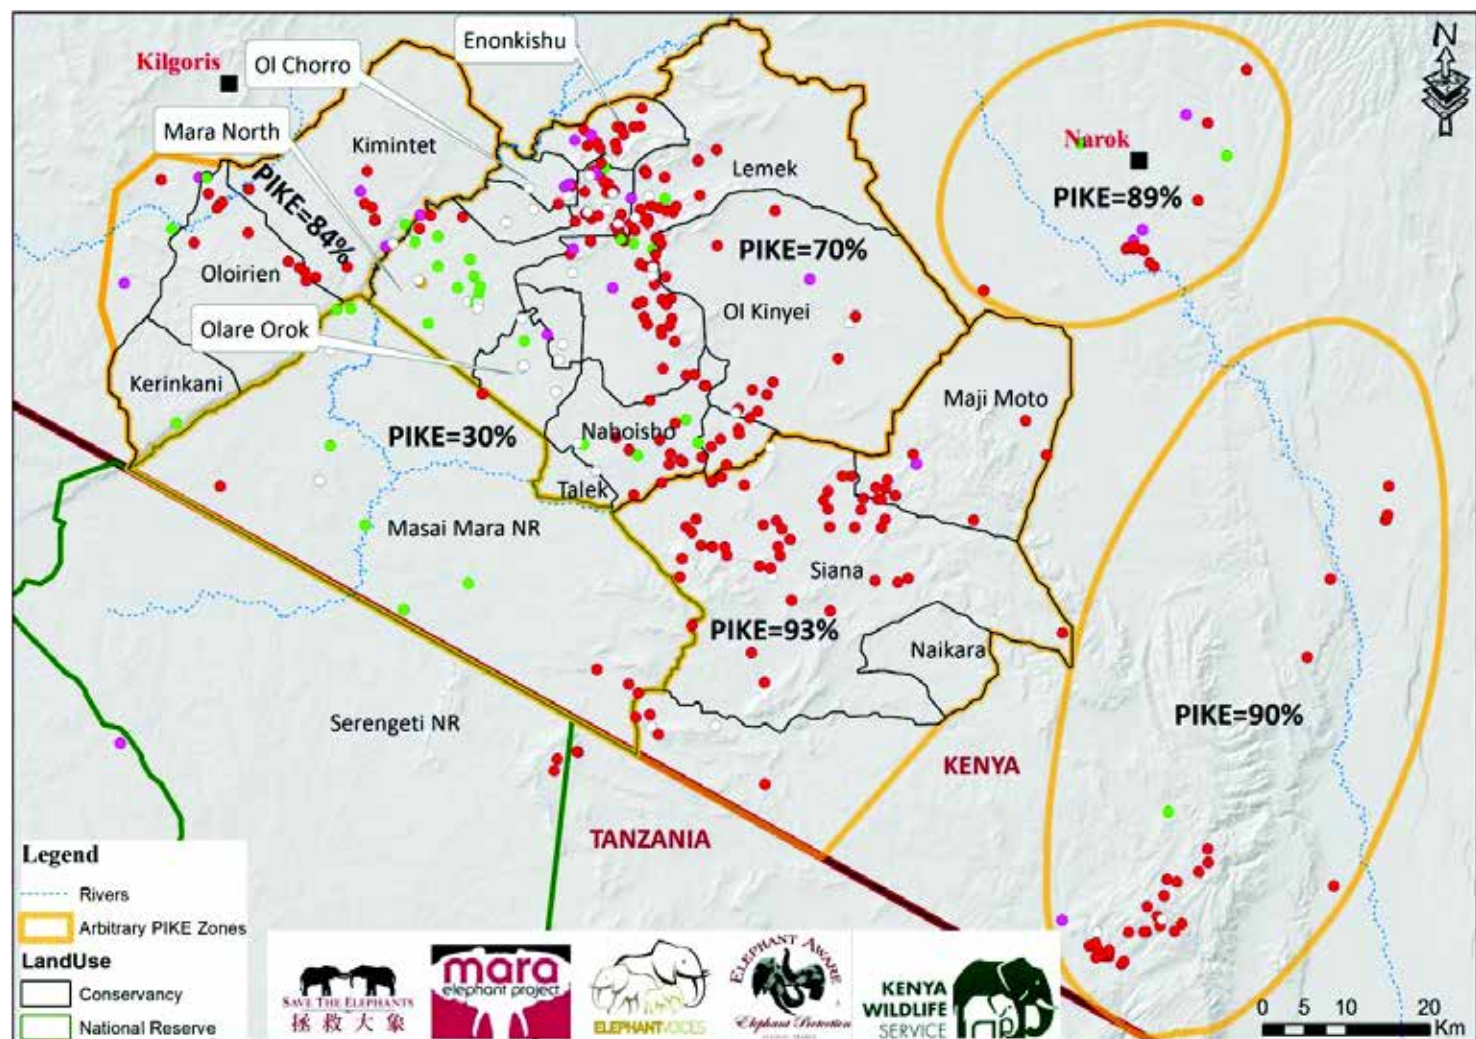 N
Enonkishu
Kilgoris
Ol Chorro
Mara North
Kimintet
Lemek
Narok
PIKE=84%
PIKE=89%
PIKE=70%
Oloirien
Ol Kinyei
Olare Orok
Kerinkani
Maji Moto
PIKE=30%
Naboisho
Talek
Masai Mara NR
Siana
PIKE=93%
Naikara
Serengeti NR
PIKE=90%
KENYA
TANZANIA
Legend
Rivers
Arbitrary PIKE Zones
LandUse
Conservancy
National Reserve
SAVE THE ELEPHANTS
拯救大象
mara
elephant project
ELEPHANTVOICES
ELEPHANT AWARE
Elephant Protection
KENYA
WILDLIFE
SERVICE
0 5 10 20
Km